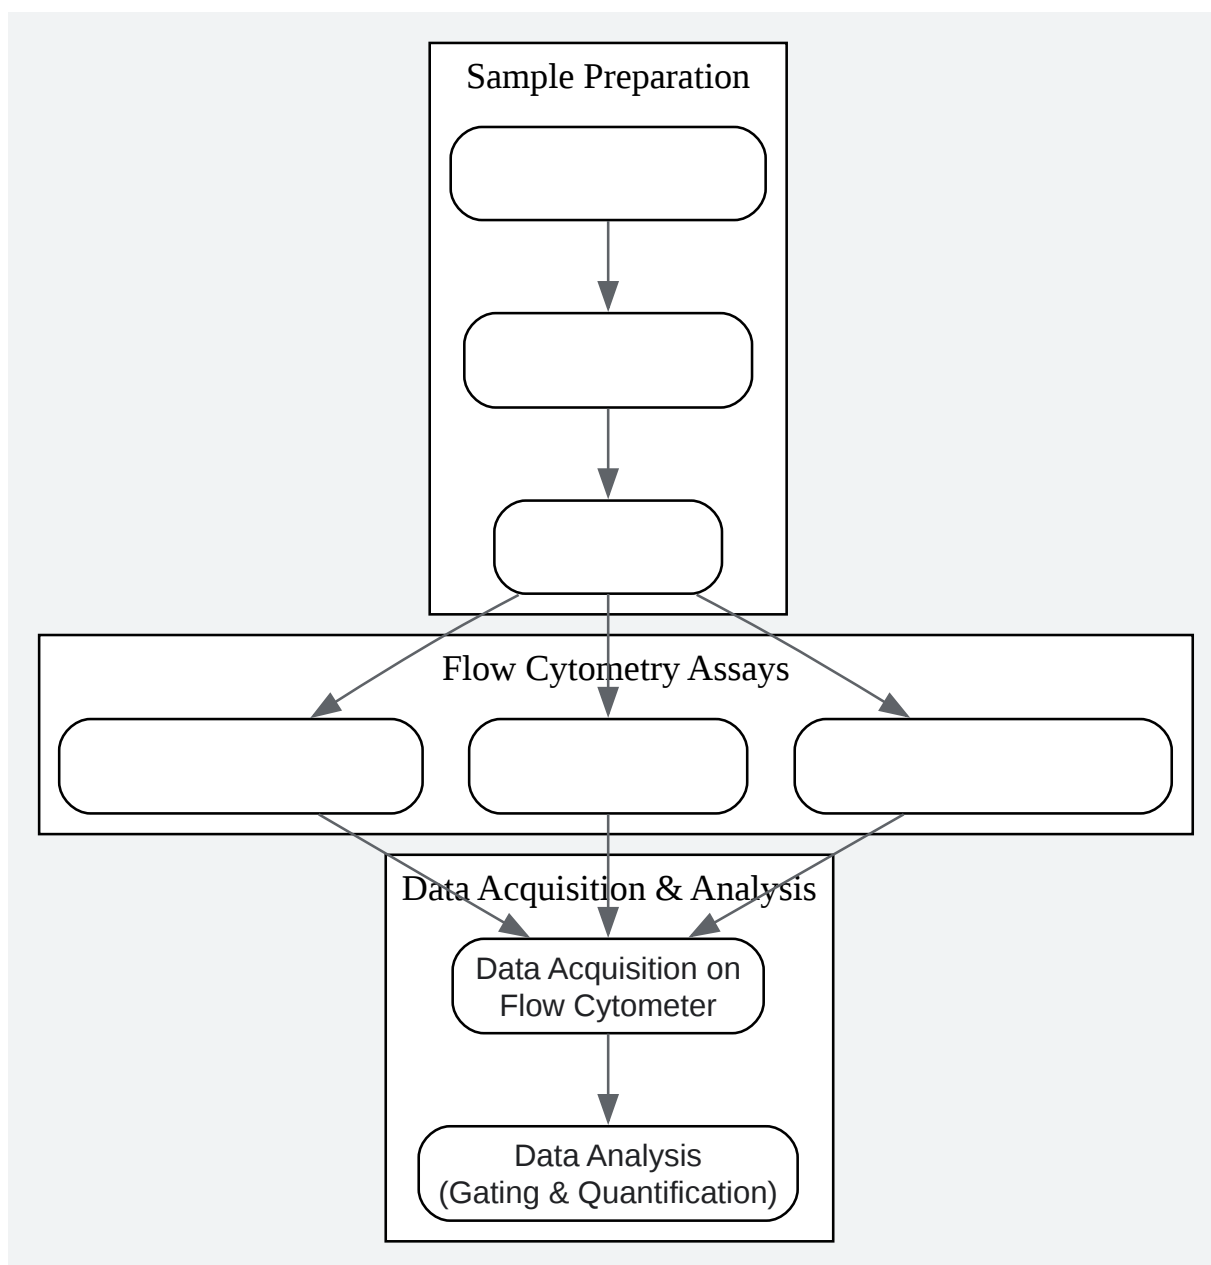 Sample Preparation
Flow Cytometry Assays
Data Acquisition & Analysis
Data Acquisition on
Flow Cytometer
Data Analysis
(Gating & Quantification)